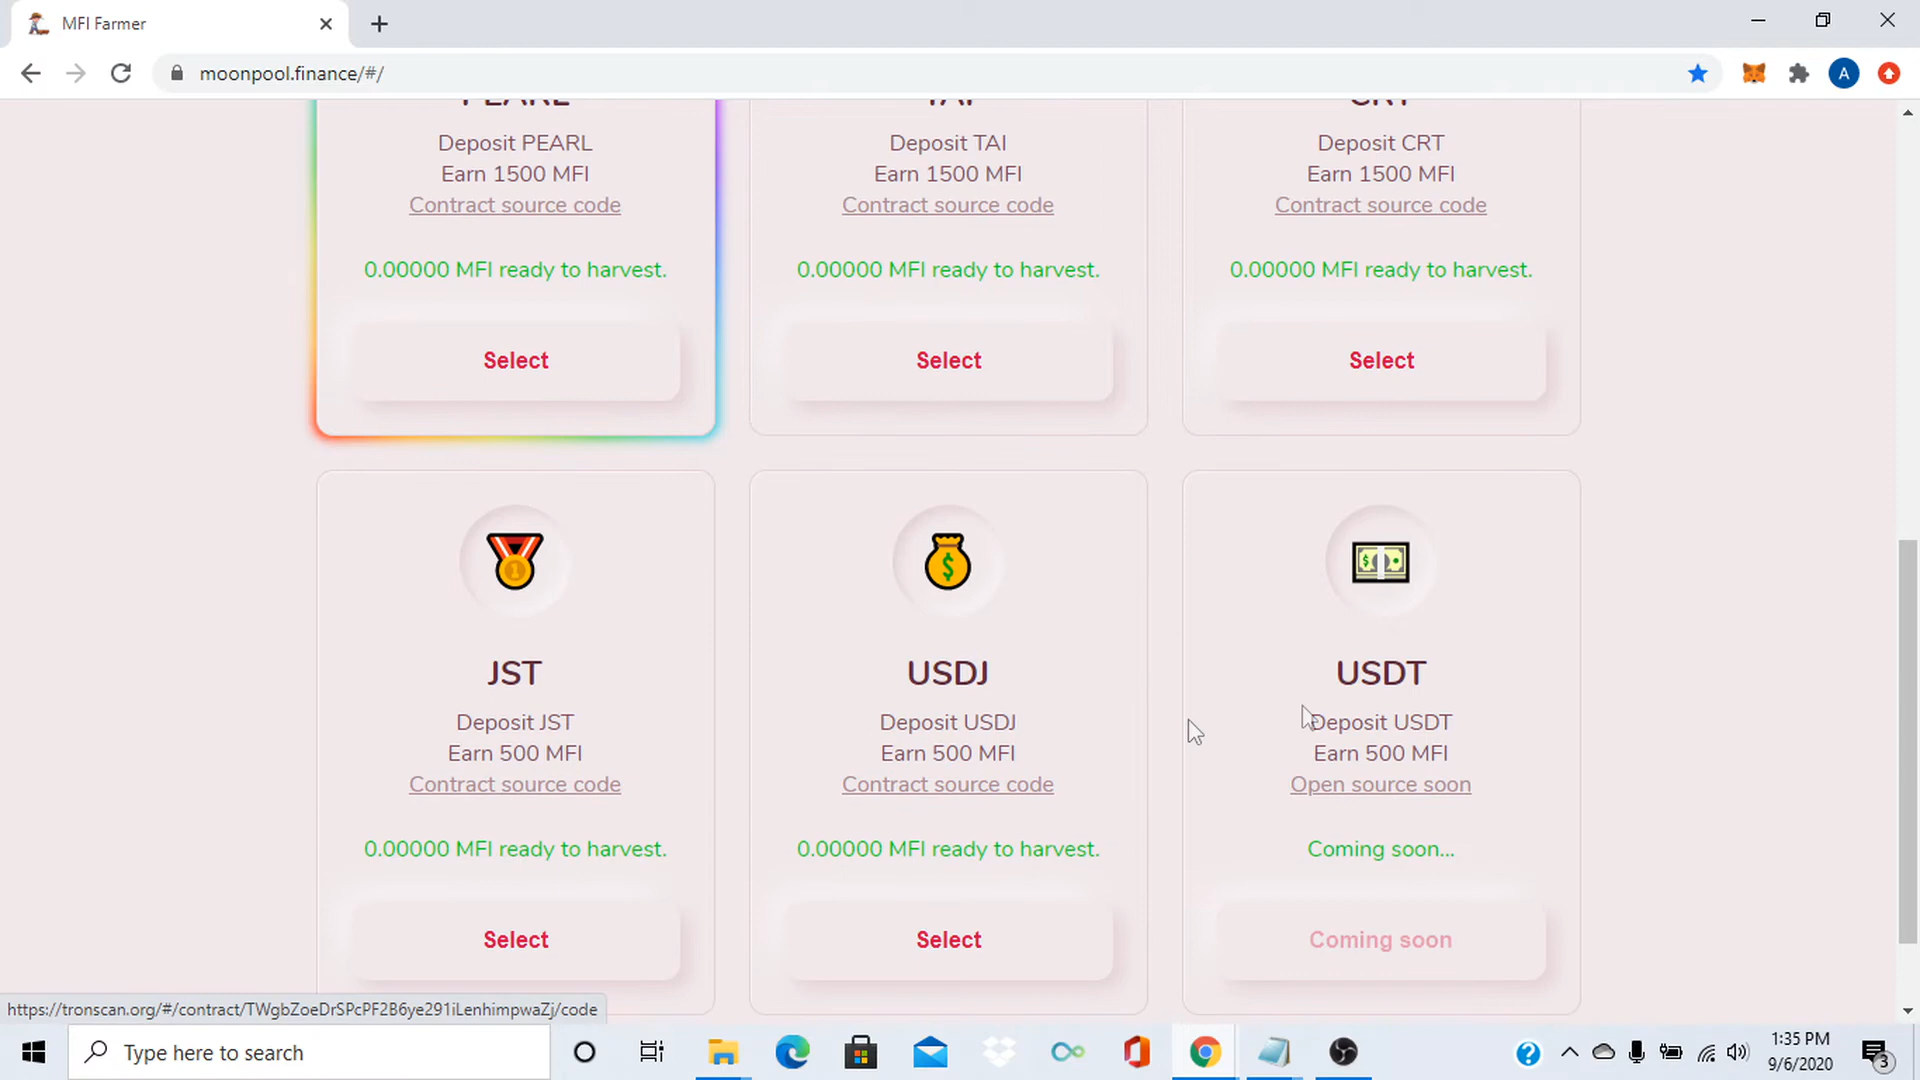 MFI Farmer
moonpool.finance/#/
A
PEARL
TAI
CRT
Deposit PEARL
Earn 1500 MFI
Contract source code
0.00000 MFI ready to harvest.
Select
Deposit TAI
Earn 1500 MFI
Contract source code
0.00000 MFI ready to harvest.
Select
Deposit CRT
Earn 1500 MFI
Contract source code
0.00000 MFI ready to harvest.
Select
JST
Deposit JST
Earn 500 MFI
Contract source code
0.00000 MFI ready to harvest.
Select
USDJ
Deposit USDJ
Earn 500 MFI
Contract source code
0.00000 MFI ready to harvest.
Select
USDT
Deposit USDT
Earn 500 MFI
Open source soon
Coming soon...
Coming soon
https://tronscan.org/#/contract/TWgbZoeDrSPcPF2B6ye291iLenhimpwaZj/code
Type here to search
1:35 PM
9/6/2020
3